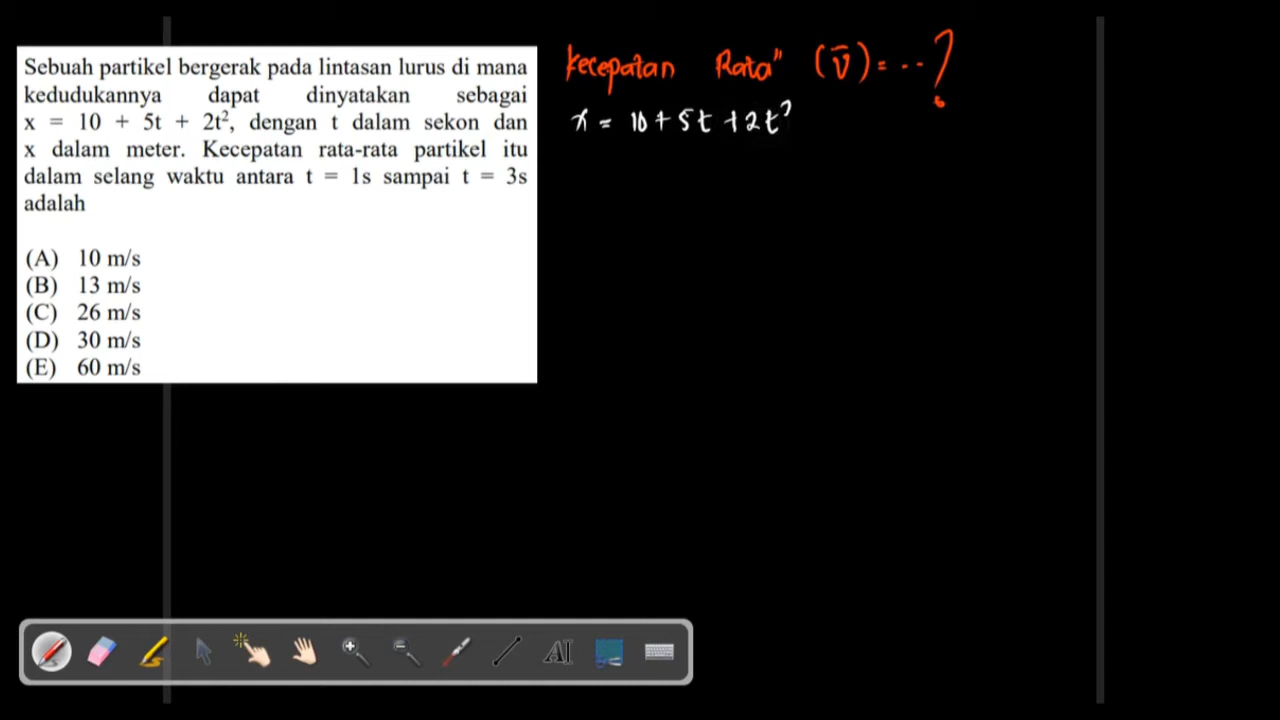 Sebuah partikel bergerak pada lintasan lurus di mana
kedudukannya dapat dinyatakan sebagai
x = 10 + 5t + 2t², dengan t dalam sekon dan
x dalam meter. Kecepatan rata-rata partikel itu
dalam selang waktu antara t = 1s sampai t = 3s
adalah
(A) 10 m/s
(B) 13 m/s
(C) 26 m/s
(D) 30 m/s
(E) 60 m/s
Kecepatan Rata" (v̄) = ... ?
x = 10 + 5t + 2t²
AI